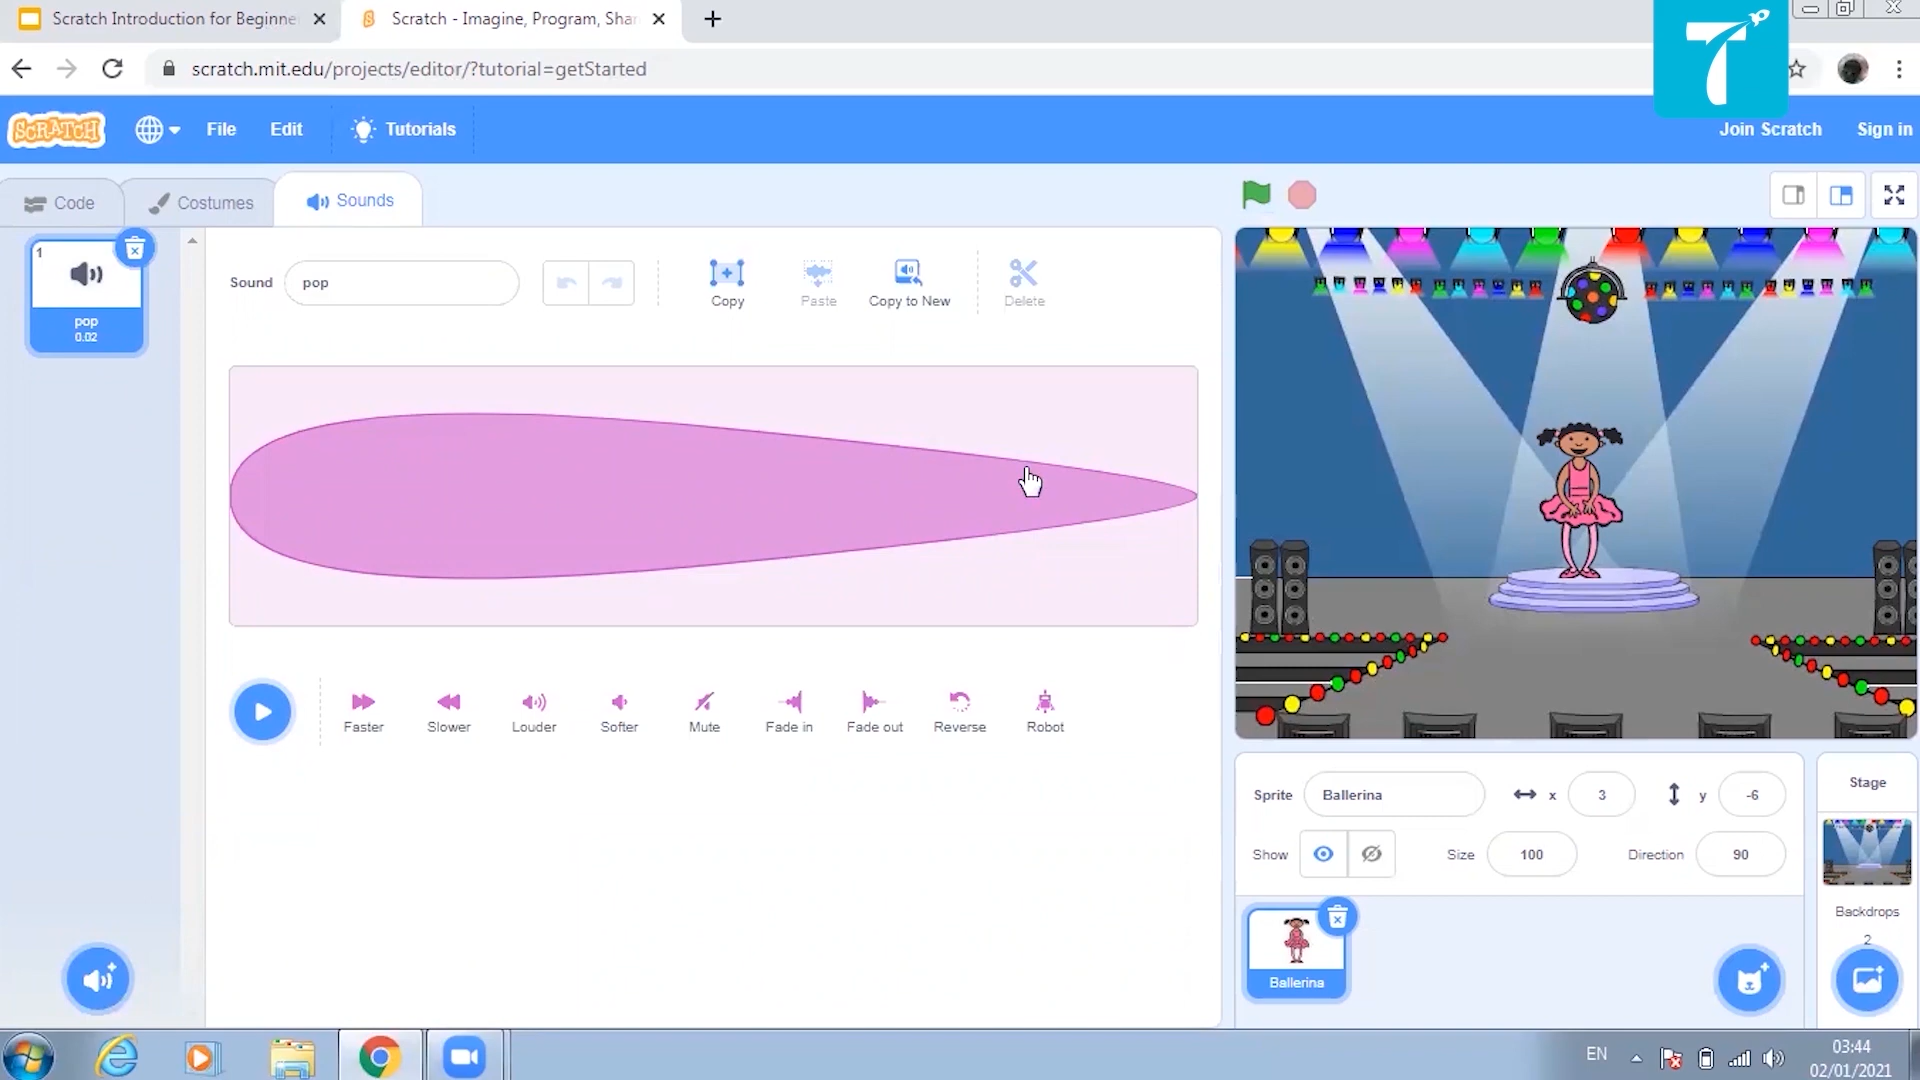 Scratch Introduction for Beginne
Scratch - Imagine, Program, Shar
scratch.mit.edu/projects/editor/?tutorial=getStarted
SCRATCH
File
Edit
Tutorials
Join Scratch
Sign in
Code
Costumes
Sounds
1
pop
0.02
Sound
pop
Copy
Paste
Copy to New
Delete
Faster
Slower
Louder
Softer
Mute
Fade in
Fade out
Reverse
Robot
Sprite
Ballerina
x
3
y
-6
Show
Size
100
Direction
90
Stage
Backdrops
2
Ballerina
EN
03:44
02/01/2021